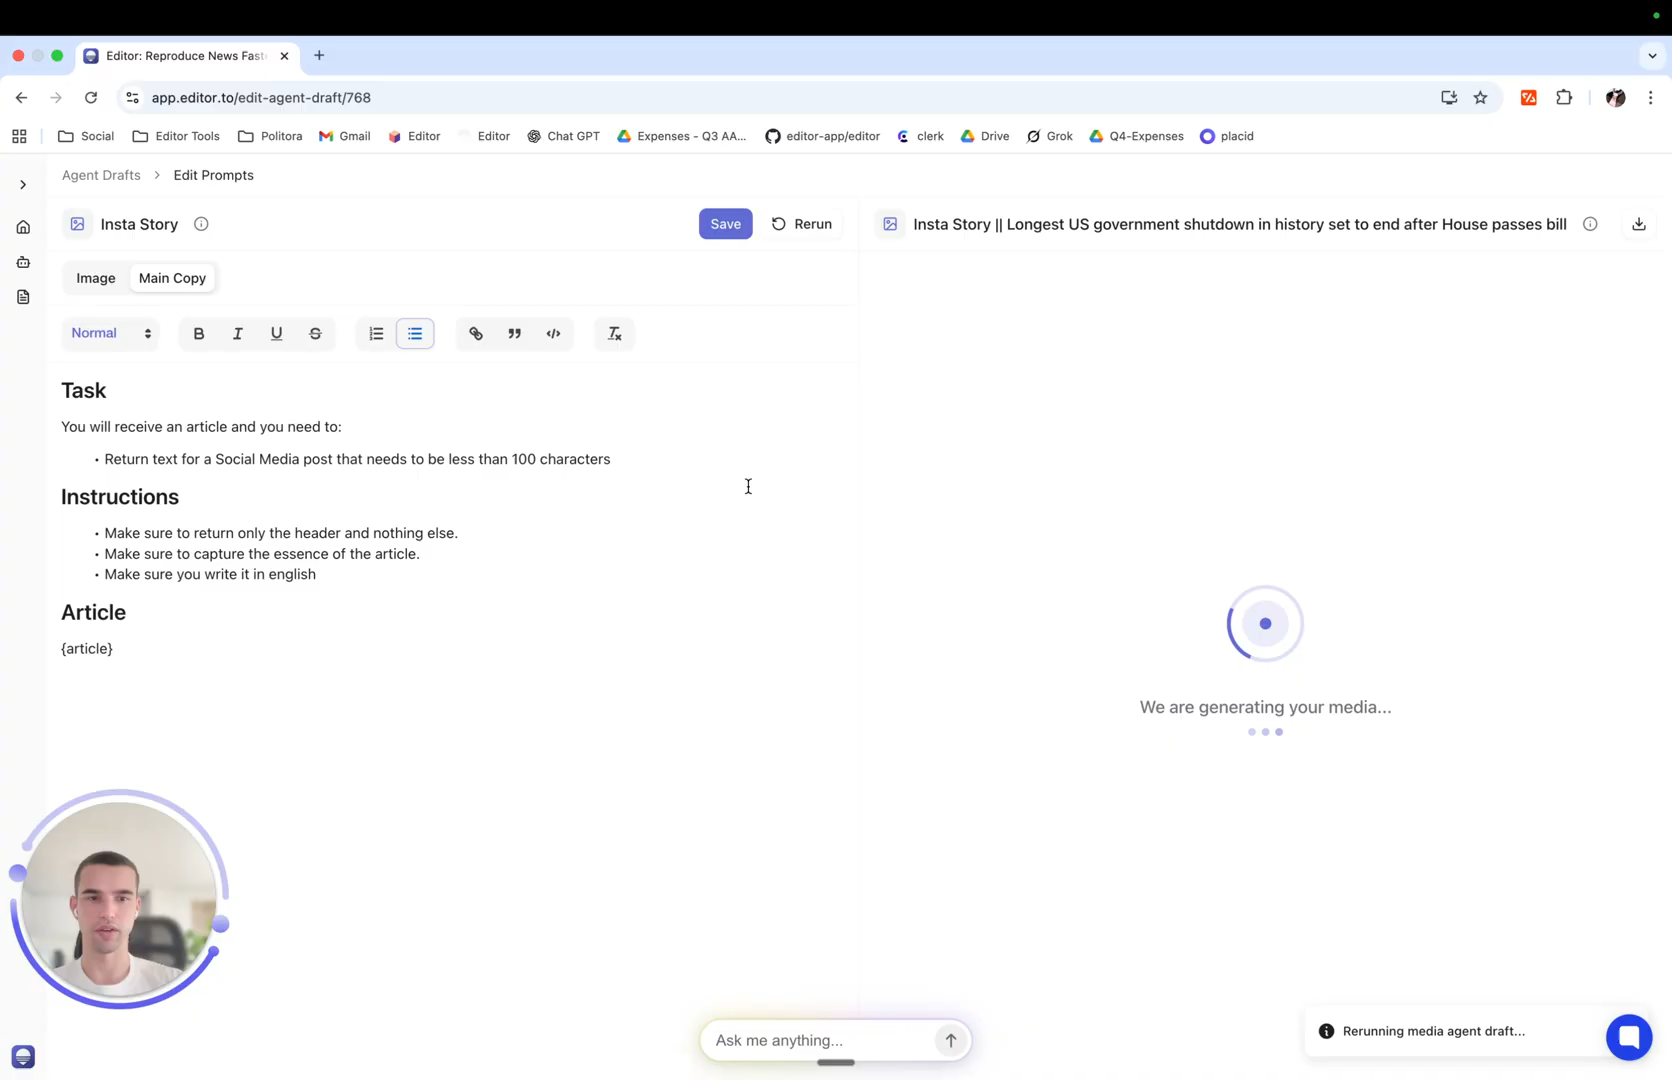 Editor: Reproduce News Fast
app.editor.to/edit-agent-draft/768
Social
Editor Tools
Politora
Gmail
Editor
Editor
Chat GPT
Expenses - Q3 AA...
editor-app/editor
clerk
Drive
Grok
Q4-Expenses
placid
Agent Drafts > Edit Prompts
Insta Story
Save
Rerun
Insta Story || Longest US government shutdown in history set to end after House passes bill
Image
Main Copy
Normal
Task
You will receive an article and you need to:
• Return text for a Social Media post that needs to be less than 100 characters
Instructions
• Make sure to return only the header and nothing else.
• Make sure to capture the essence of the article.
• Make sure you write it in english
Article
{article}
We are generating your media...
Ask me anything...
Rerunning media agent draft...